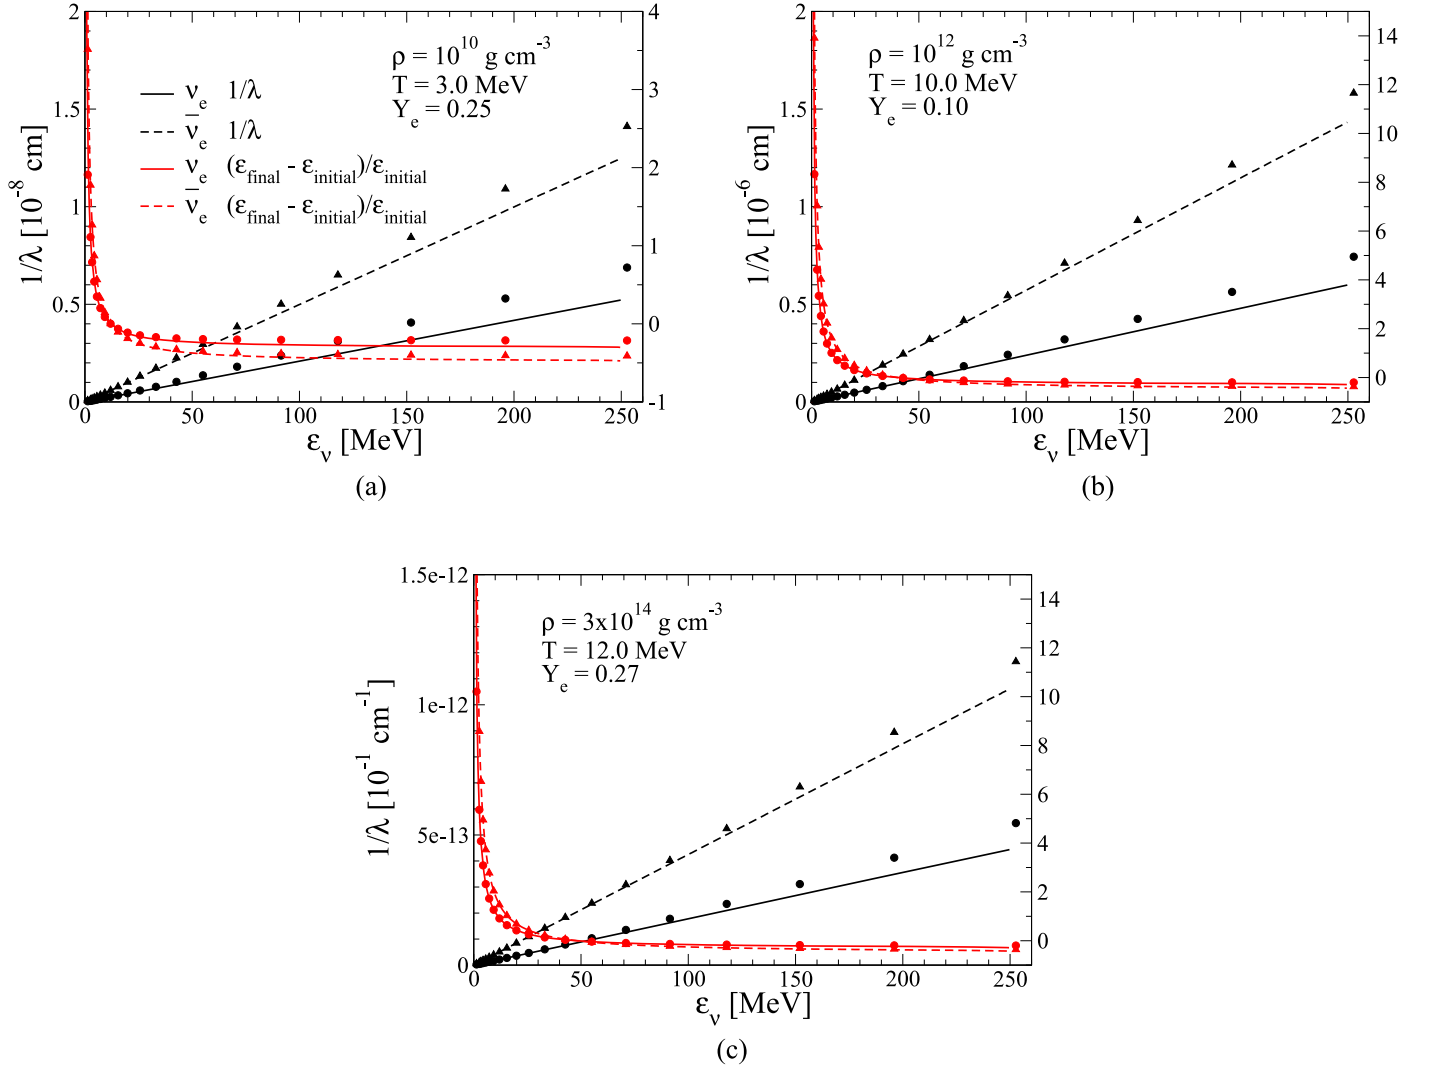 2
1.5
1
0.5
0
1/λ [10⁻⁸ cm]
4
3
2
1
0
-1
0 50 100 150 200 250
ε_ν [MeV]
ρ = 10¹⁰ g cm⁻³
T = 3.0 MeV
Y_e = 0.25
ν_e 1/λ
ν̄_e 1/λ
ν_e (ε_final - ε_initial)/ε_initial
ν̄_e (ε_final - ε_initial)/ε_initial
(a)
2
1.5
1
0.5
0
1/λ [10⁻⁶ cm]
14
12
10
8
6
4
2
0
0 50 100 150 200 250
ε_ν [MeV]
ρ = 10¹² g cm⁻³
T = 10.0 MeV
Y_e = 0.10
(b)
1.5e-12
1e-12
5e-13
0
1/λ [10⁻¹ cm⁻¹]
14
12
10
8
6
4
2
0
0 50 100 150 200 250
ε_ν [MeV]
ρ = 3x10¹⁴ g cm⁻³
T = 12.0 MeV
Y_e = 0.27
(c)